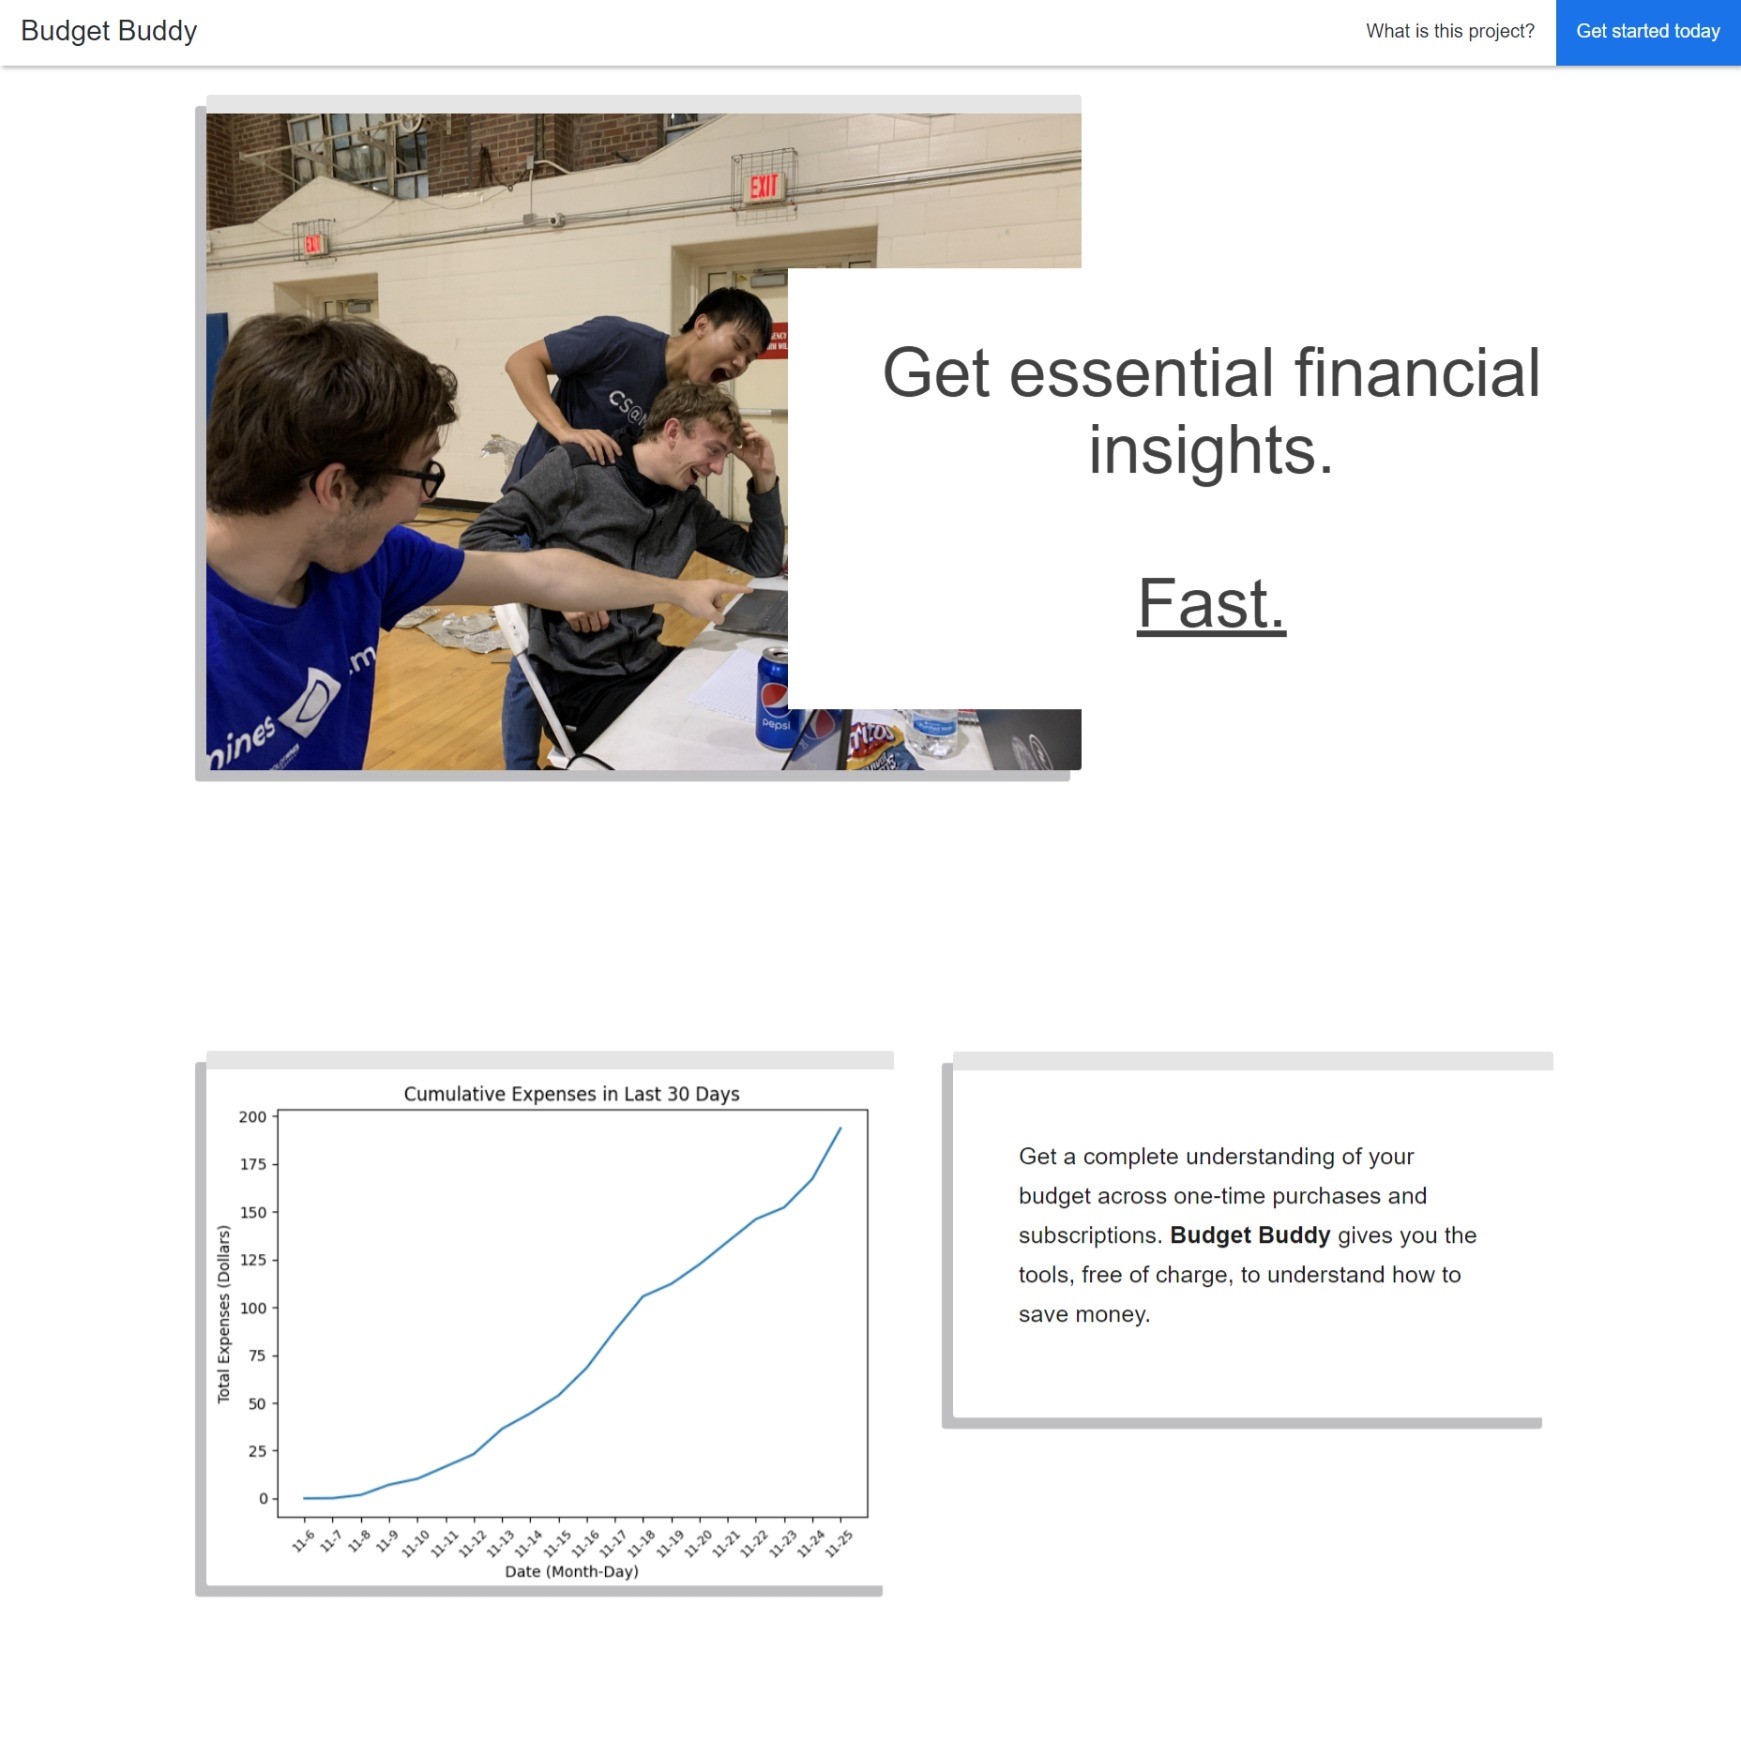 Budget Buddy
What is this project?
Get started today
EXIT
EXIT
CS@M
Get essential financial
insights.
Fast.
.m
mines
pepsi
Cumulative Expenses in Last 30 Days
200
175
150
125
100
75
50
25
0
Total Expenses (Dollars)
11-6 11-7 11-8 11-9 11-10 11-11 11-12 11-13 11-14 11-15 11-16 11-17 11-18 11-19 11-20 11-21 11-22 11-23 11-24 11-25
Date (Month-Day)
Get a complete understanding of your
budget across one-time purchases and
subscriptions. Budget Buddy gives you the
tools, free of charge, to understand how to
save money.